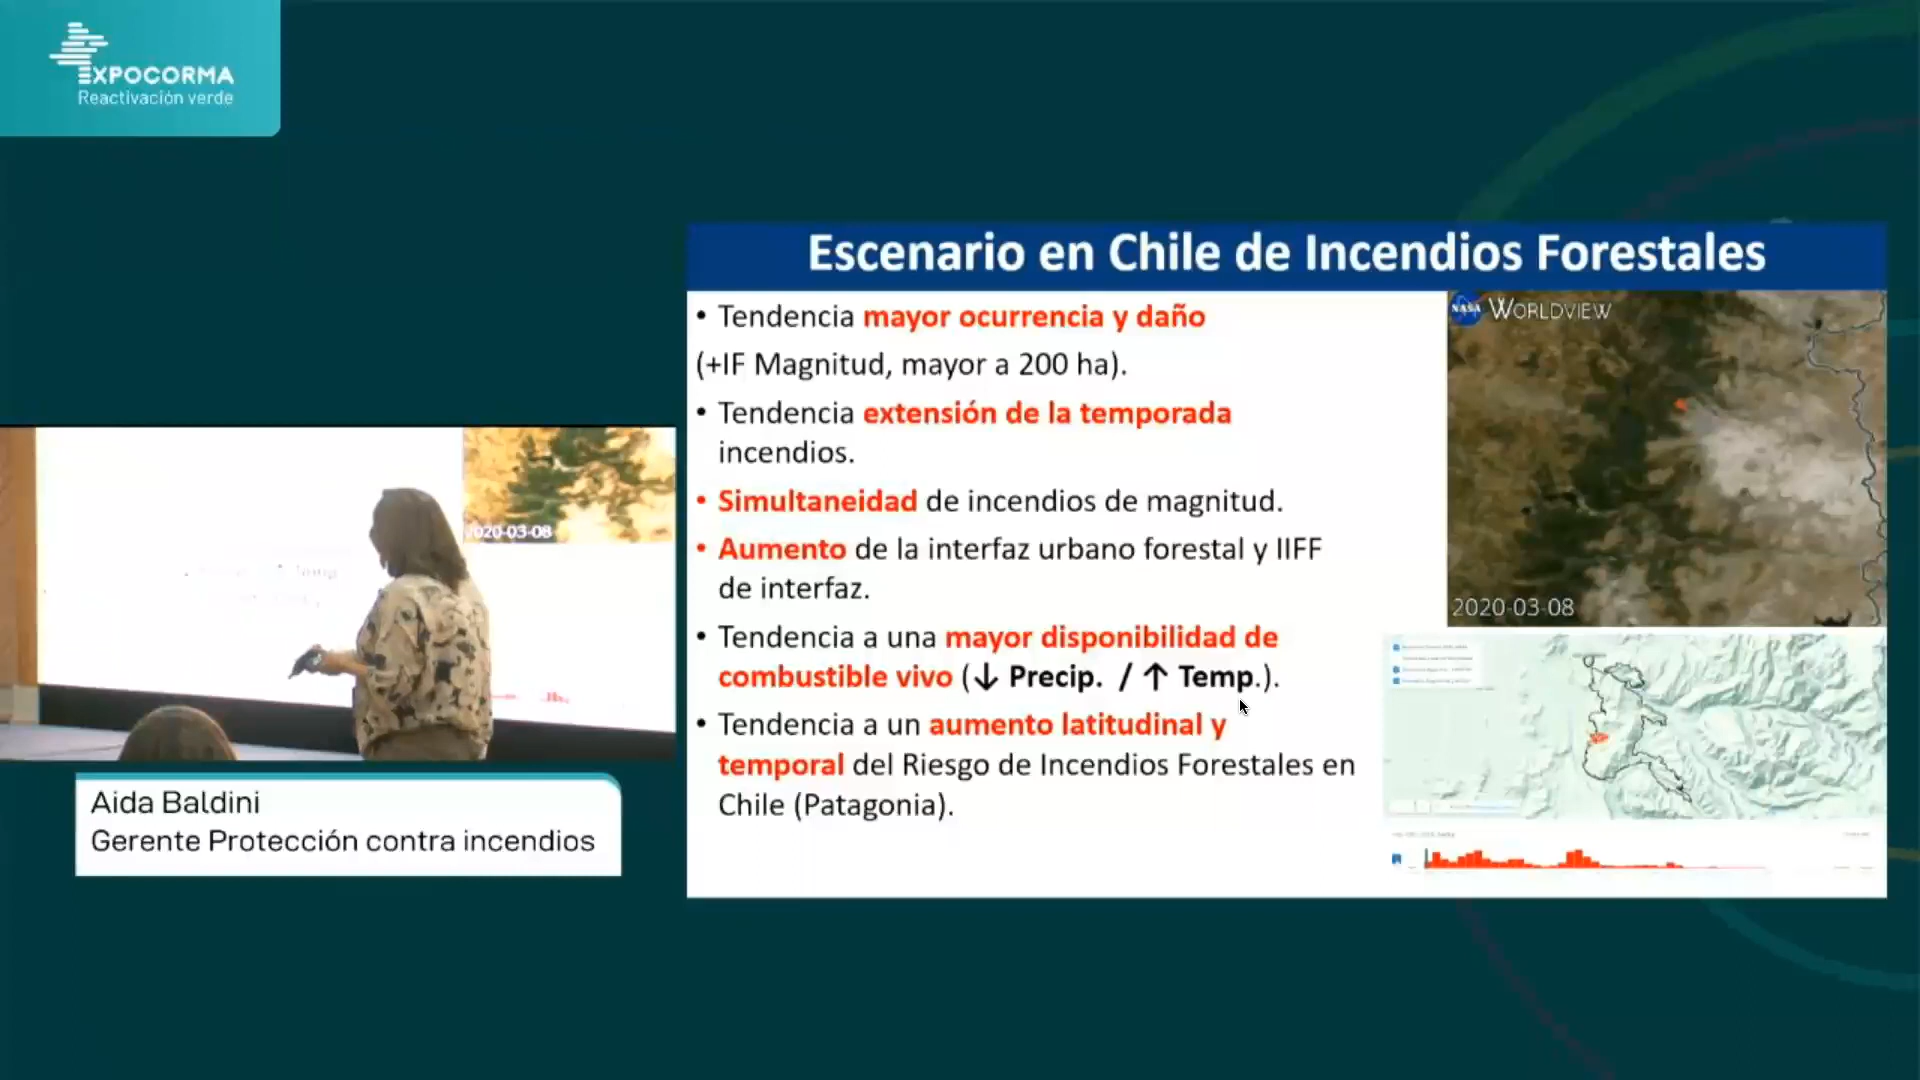 EXPOCORMA
Reactivación verde
Escenario en Chile de Incendios Forestales
• Tendencia mayor ocurrencia y daño
(+IF Magnitud, mayor a 200 ha).
• Tendencia extensión de la temporada
incendios.
• Simultaneidad de incendios de magnitud.
• Aumento de la interfaz urbano forestal y IIFF
de interfaz.
• Tendencia a una mayor disponibilidad de
combustible vivo (↓ Precip. / ↑ Temp.).
• Tendencia a un aumento latitudinal y
temporal del Riesgo de Incendios Forestales en
Chile (Patagonia).
NASA WORLDVIEW
2020-03-08
2020-03-08
Aida Baldini
Gerente Protección contra incendios